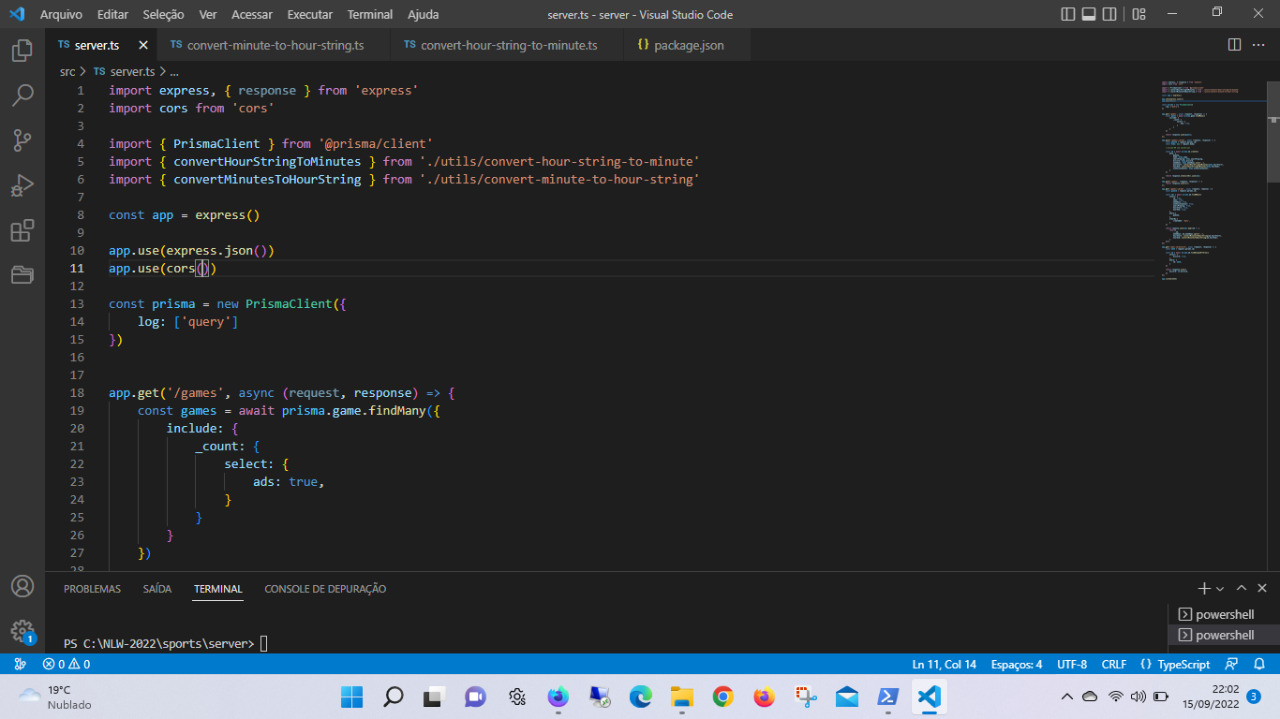 Arquivo Editar Seleção Ver Acessar Executar Terminal Ajuda server.ts - server - Visual Studio Code
TS server.ts TS convert-minute-to-hour-string.ts TS convert-hour-string-to-minute.ts {} package.json
src > TS server.ts > ...
1 import express, { response } from 'express'
2 import cors from 'cors'
3
4 import { PrismaClient } from '@prisma/client'
5 import { convertHourStringToMinutes } from './utils/convert-hour-string-to-minute'
6 import { convertMinutesToHourString } from './utils/convert-minute-to-hour-string'
7
8 const app = express()
9
10 app.use(express.json())
11 app.use(cors())
12
13 const prisma = new PrismaClient({
14 log: ['query']
15 })
16
17
18 app.get('/games', async (request, response) => {
19 const games = await prisma.game.findMany({
20 include: {
21 _count: {
22 select: {
23 ads: true,
24 }
25 }
26 }
27 })
28
PROBLEMAS SAÍDA TERMINAL CONSOLE DE DEPURAÇÃO
powershell
powershell
PS C:\NLW-2022\sports\server>
1
0 0 Ln 11, Col 14 Espaços: 4 UTF-8 CRLF {} TypeScript
19°C
Nublado
22:02
15/09/2022
3